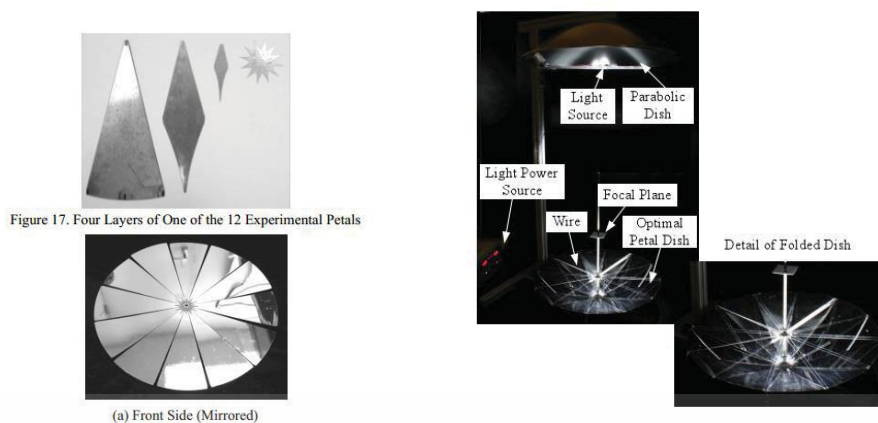 Figure 17. Four Layers of One of the 12 Experimental Petals
(a) Front Side (Mirrored)
Light
Source
Parabolic
Dish
Light Power
Source
Focal Plane
Wire
Optimal
Petal Dish
Detail of Folded Dish